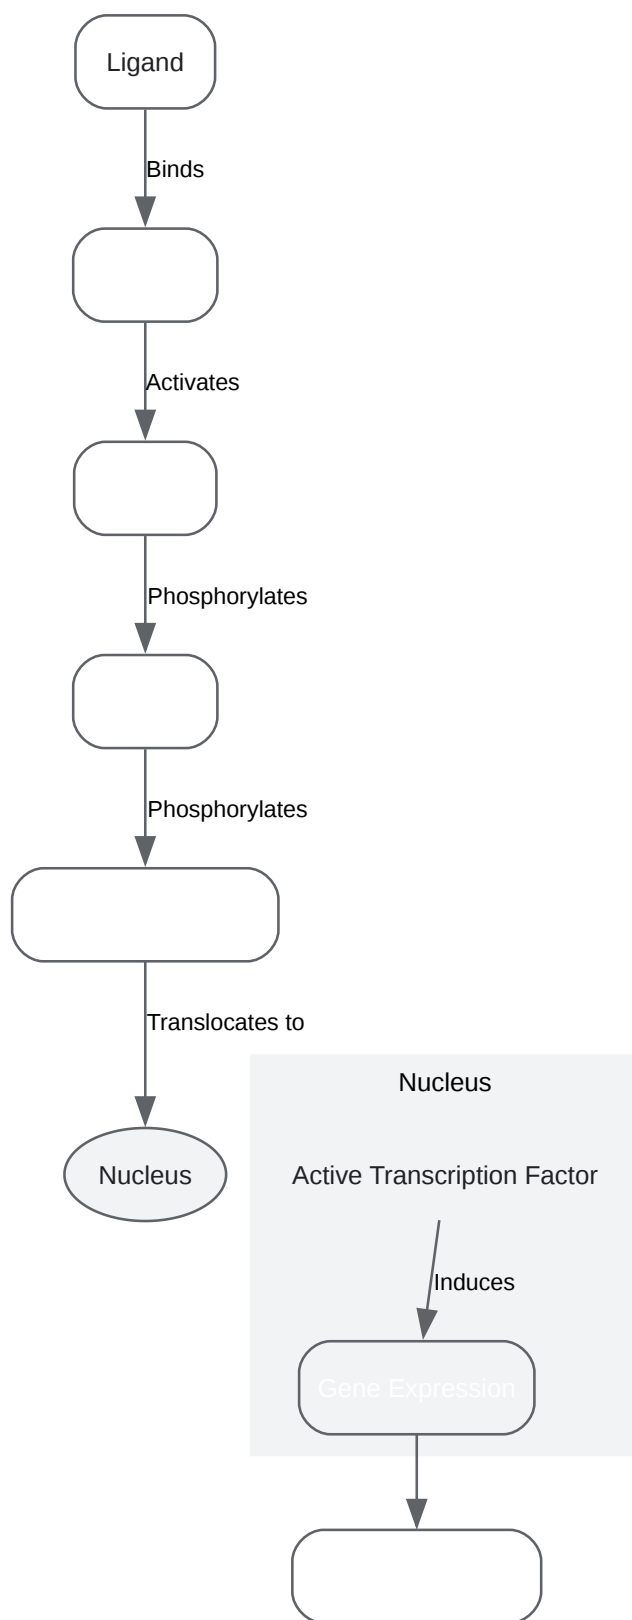 Ligand
Binds
Activates
Phosphorylates
Phosphorylates
Translocates to
Nucleus
Nucleus
Active Transcription Factor
Induces
Gene Expression